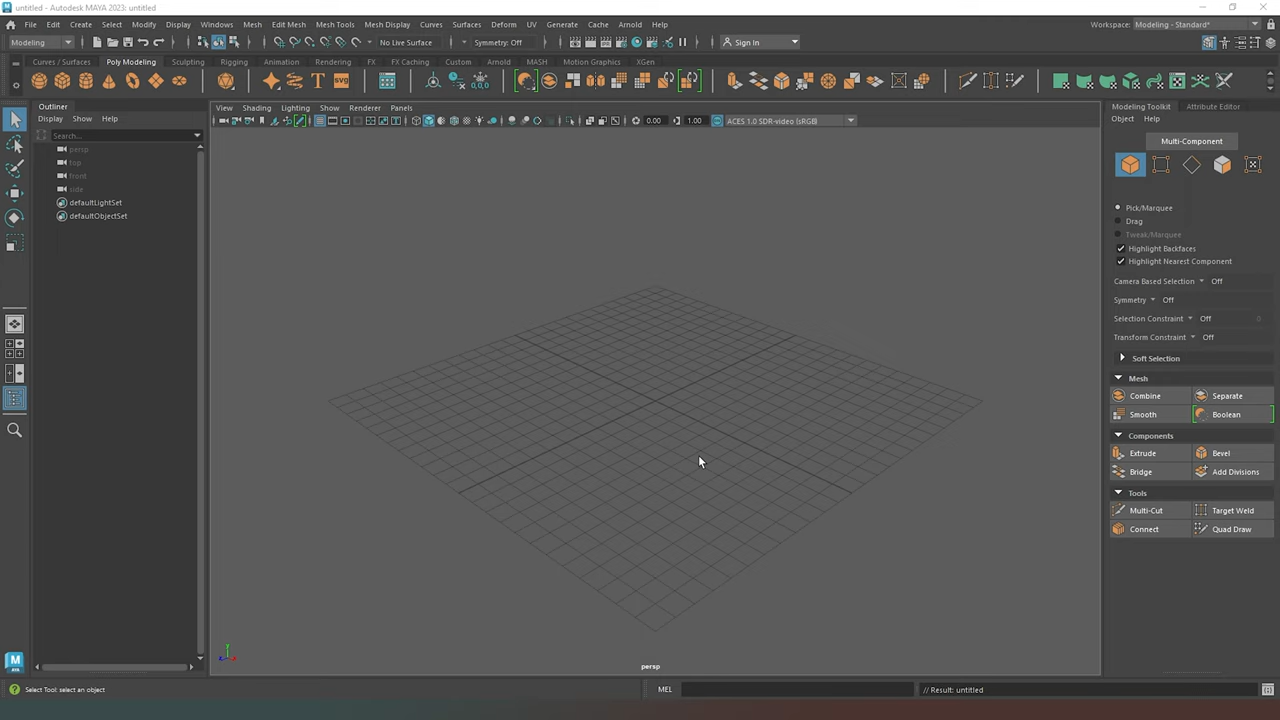 untitled - Autodesk MAYA 2023: untitled
File Edit Create Select Modify Display Windows Mesh Edit Mesh Mesh Tools Mesh Display Curves Surfaces Deform UV Generate Cache Arnold Help
Workspace: Modeling - Standard*
Modeling
No Live Surface
Symmetry: Off
Sign In
Curves / Surfaces Poly Modeling Sculpting Rigging Animation Rendering FX FX Caching Custom Arnold MASH Motion Graphics XGen
T
svg
0,0,0
Outliner
Display Show Help
Search...
persp
top
front
side
defaultLightSet
defaultObjectSet
View Shading Lighting Show Renderer Panels
0.00
1.00
ACES 1.0 SDR-video (sRGB)
persp
Modeling Toolkit Attribute Editor
Object Help
Multi-Component
Pick/Marquee
Drag
Tweak/Marquee
Highlight Backfaces
Highlight Nearest Component
Camera Based Selection Off
Symmetry Off
Selection Constraint Off 0
Transform Constraint Off
Soft Selection
Mesh
Combine Separate
Smooth Boolean
Components
Extrude Bevel
Bridge Add Divisions
Tools
Multi-Cut Target Weld
Connect Quad Draw
Select Tool: select an object
MEL
// Result: untitled